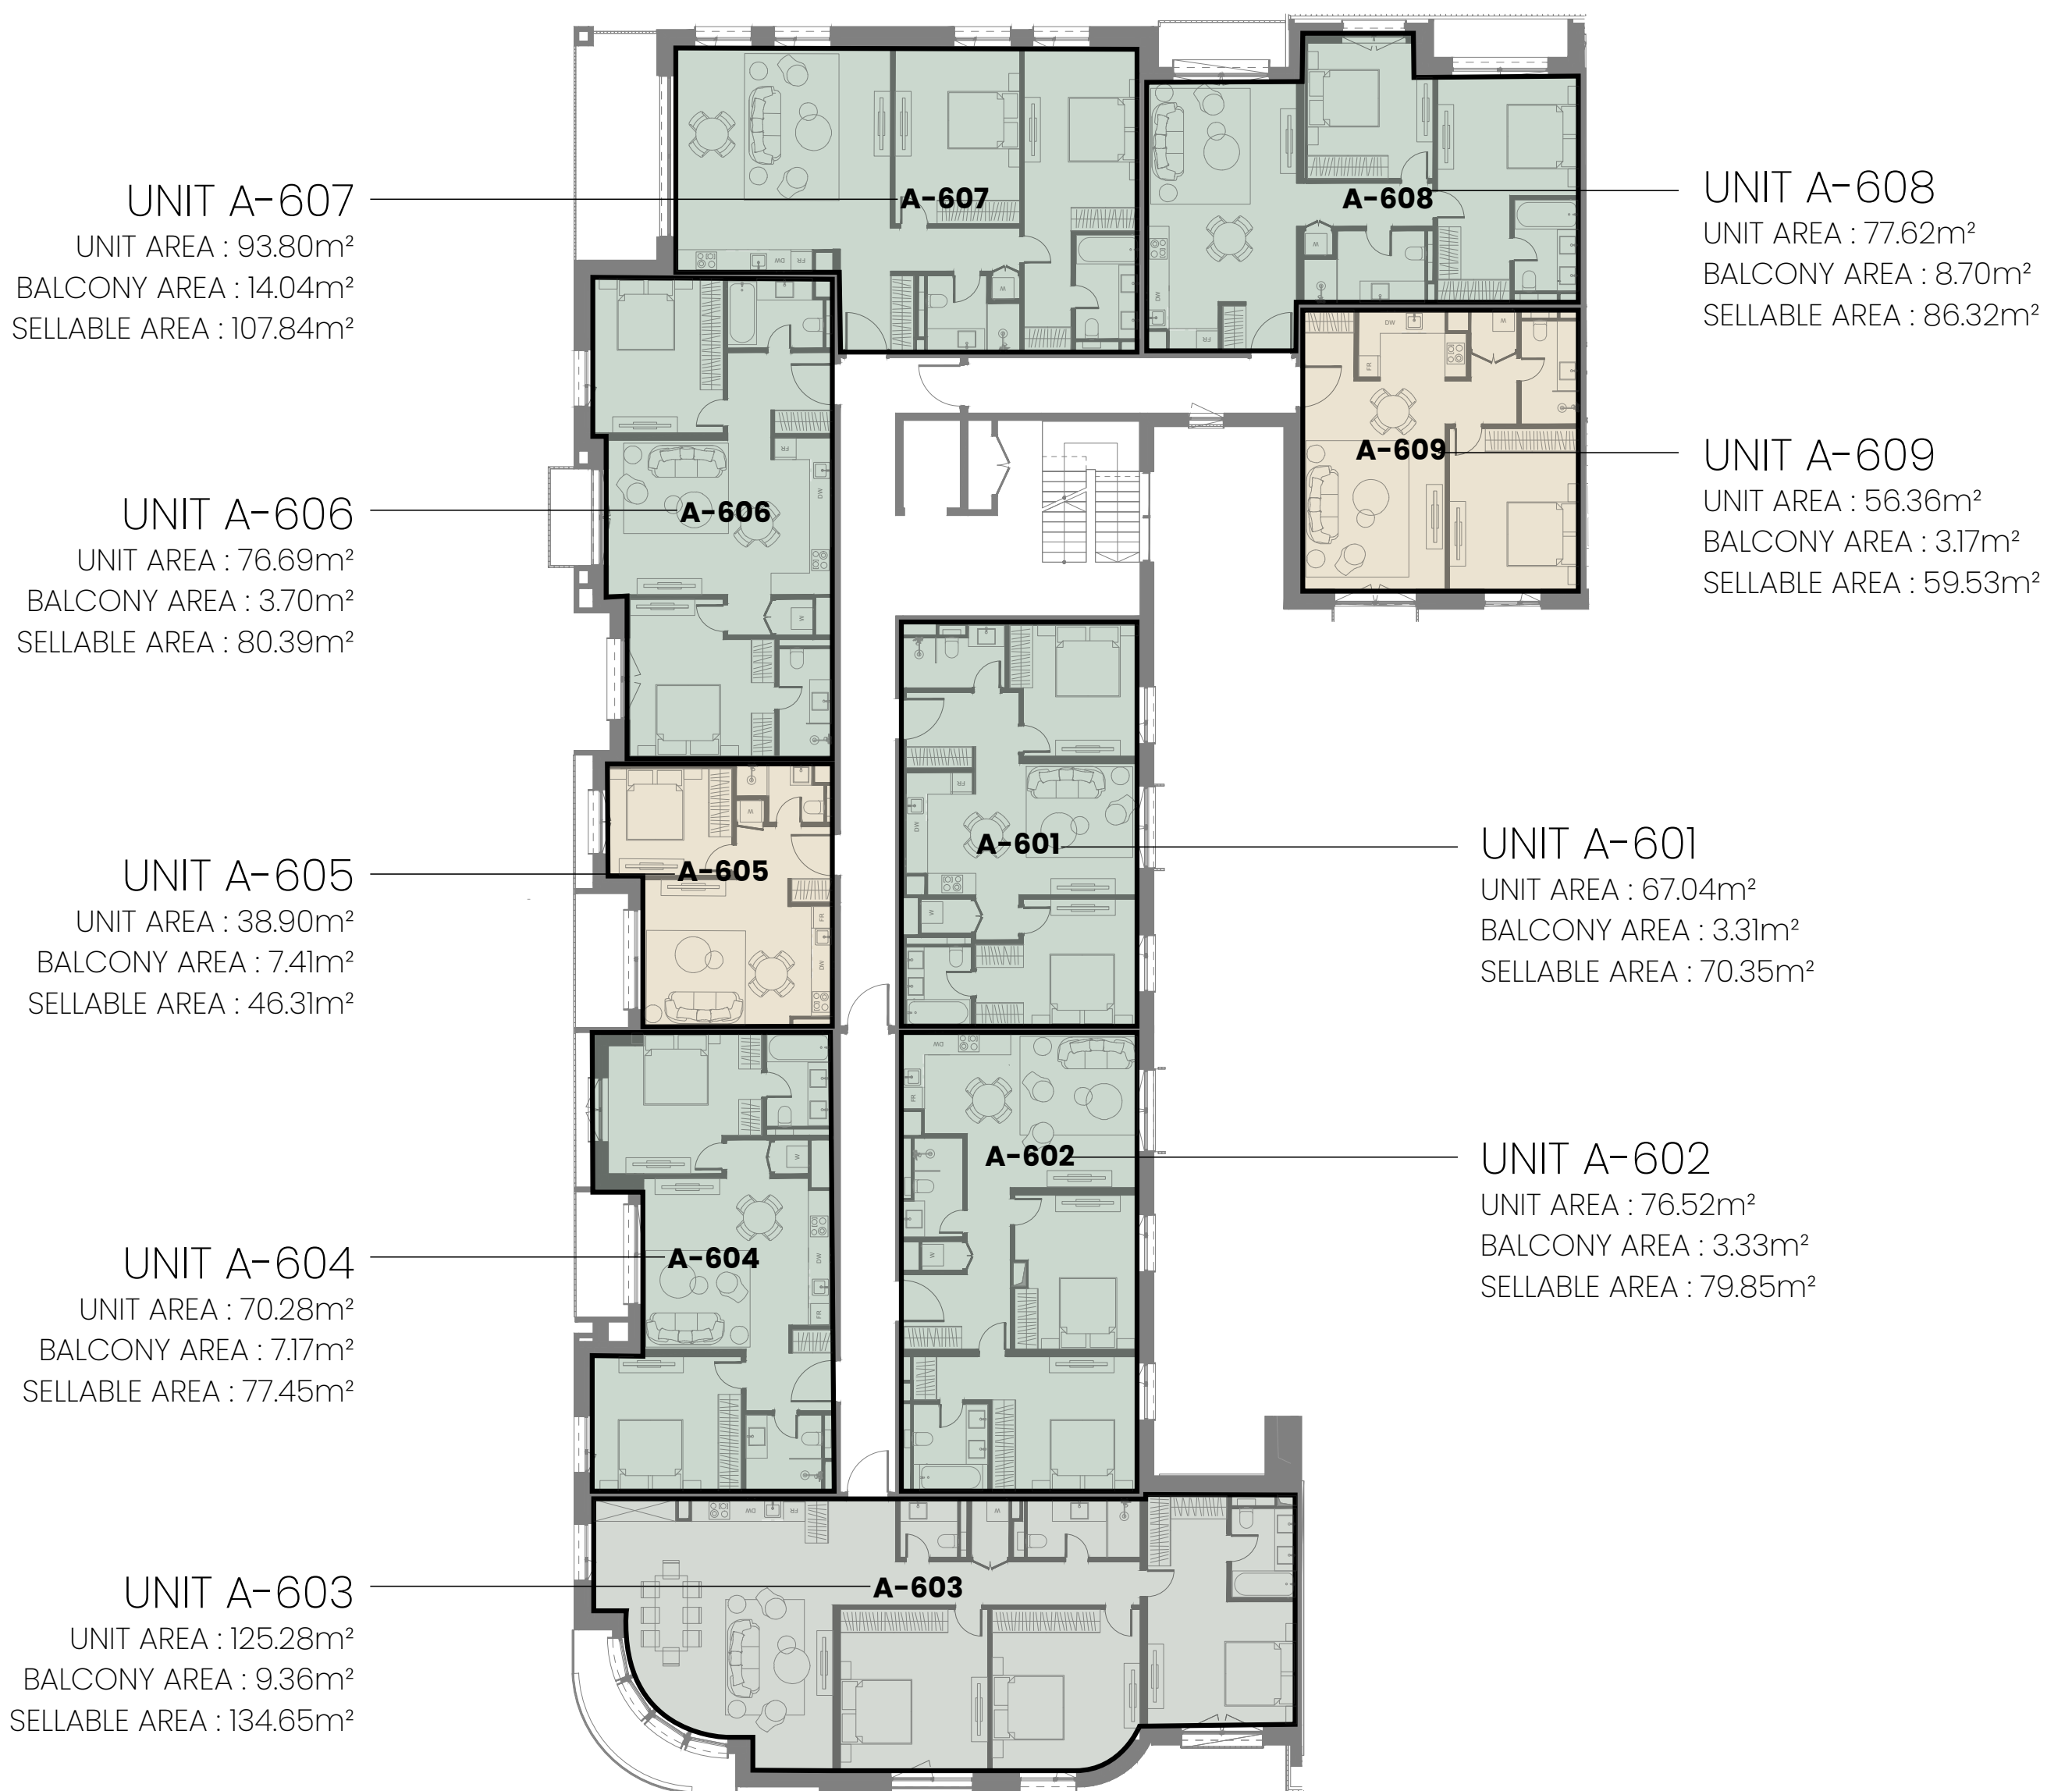 UNIT A-607
UNIT AREA : 93.80m²
BALCONY AREA : 14.04m²
SELLABLE AREA : 107.84m²
UNIT A-606
UNIT AREA : 76.69m²
BALCONY AREA : 3.70m²
SELLABLE AREA : 80.39m²
UNIT A-605
UNIT AREA : 38.90m²
BALCONY AREA : 7.41m²
SELLABLE AREA : 46.31m²
UNIT A-604
UNIT AREA : 70.28m²
BALCONY AREA : 7.17m²
SELLABLE AREA : 77.45m²
UNIT A-603
UNIT AREA : 125.28m²
BALCONY AREA : 9.36m²
SELLABLE AREA : 134.65m²
A-607
A-608
A-609
A-606
A-601
A-605
A-602
A-604
A-603
UNIT A-608
UNIT AREA : 77.62m²
BALCONY AREA : 8.70m²
SELLABLE AREA : 86.32m²
UNIT A-609
UNIT AREA : 56.36m²
BALCONY AREA : 3.17m²
SELLABLE AREA : 59.53m²
UNIT A-601
UNIT AREA : 67.04m²
BALCONY AREA : 3.31m²
SELLABLE AREA : 70.35m²
UNIT A-602
UNIT AREA : 76.52m²
BALCONY AREA : 3.33m²
SELLABLE AREA : 79.85m²